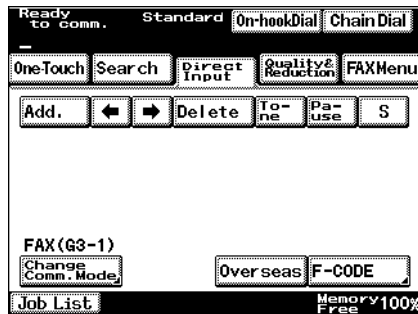 Ready to comm. Standard On-hookDial Chain Dial
One-Touch Search Direct Input Quality& Reduction FAXMenu
Add. Delete To-ne Pa-use S
FAX(G3-1)
Change Comm.Mode Overseas F-CODE
Job List Memory Free 100%